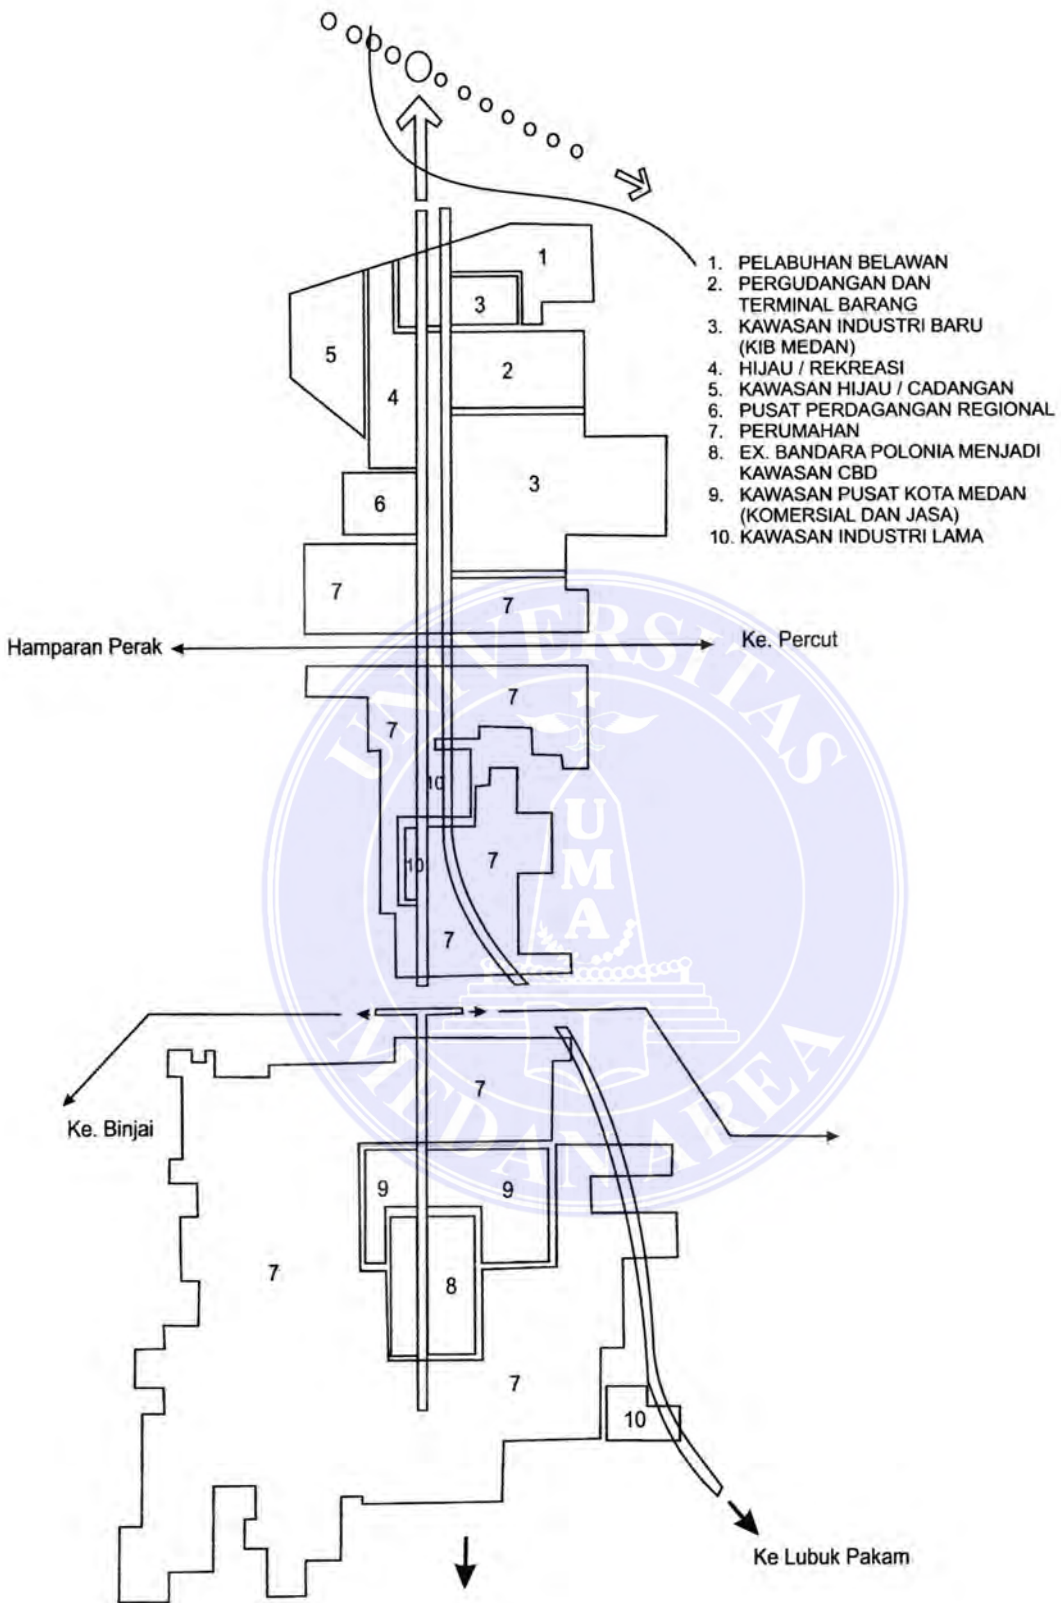 1
3
5
4
2
3
6
7
7
1. PELABUHAN BELAWAN
2. PERGUDANGAN DAN
TERMINAL BARANG
3. KAWASAN INDUSTRI BARU
(KIB MEDAN)
4. HIJAU / REKREASI
5. KAWASAN HIJAU / CADANGAN
6. PUSAT PERDAGANGAN REGIONAL
7. PERUMAHAN
8. EX. BANDARA POLONIA MENJADI
KAWASAN CBD
9. KAWASAN PUSAT KOTA MEDAN
(KOMERSIAL DAN JASA)
10. KAWASAN INDUSTRI LAMA
Hamparan Perak
Ke. Percut
UNIVERSITAS
MEDAN AREA
UMA
7
7
10
10
7
7
Ke. Binjai
7
9
9
7
8
7
10
Ke Lubuk Pakam